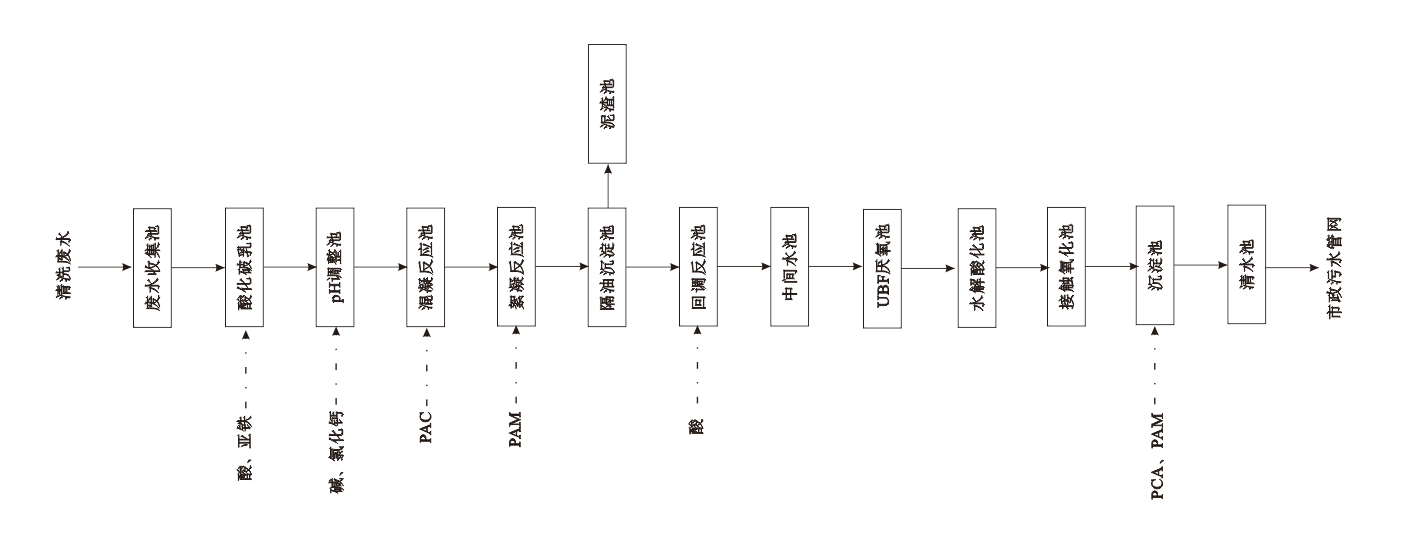 清洗废水
废水收集池
酸化破乳池
pH调整池
混凝反应池
絮凝反应池
隔油沉淀池
泥渣池
回调反应池
中间水池
UBF厌氧池
水解酸化池
接触氧化池
沉淀池
清水池
市政污水管网
酸、亚铁
碱、氯化钙
PAC
PAM
酸
PCA、PAM